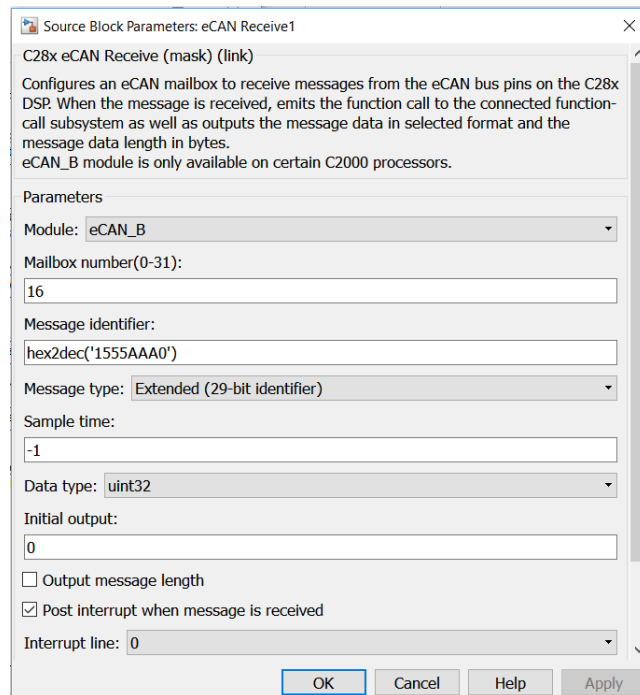 Source Block Parameters: eCAN Receive1
C28x eCAN Receive (mask) (link)
Configures an eCAN mailbox to receive messages from the eCAN bus pins on the C28x
DSP. When the message is received, emits the function call to the connected function-
call subsystem as well as outputs the message data in selected format and the
message data length in bytes.
eCAN_B module is only available on certain C2000 processors.
Parameters
Module: eCAN_B
Mailbox number(0-31):
16
Message identifier:
hex2dec('1555AAA0')
Message type: Extended (29-bit identifier)
Sample time:
-1
Data type: uint32
Initial output:
0
Output message length
Post interrupt when message is received
Interrupt line: 0
OK Cancel Help Apply